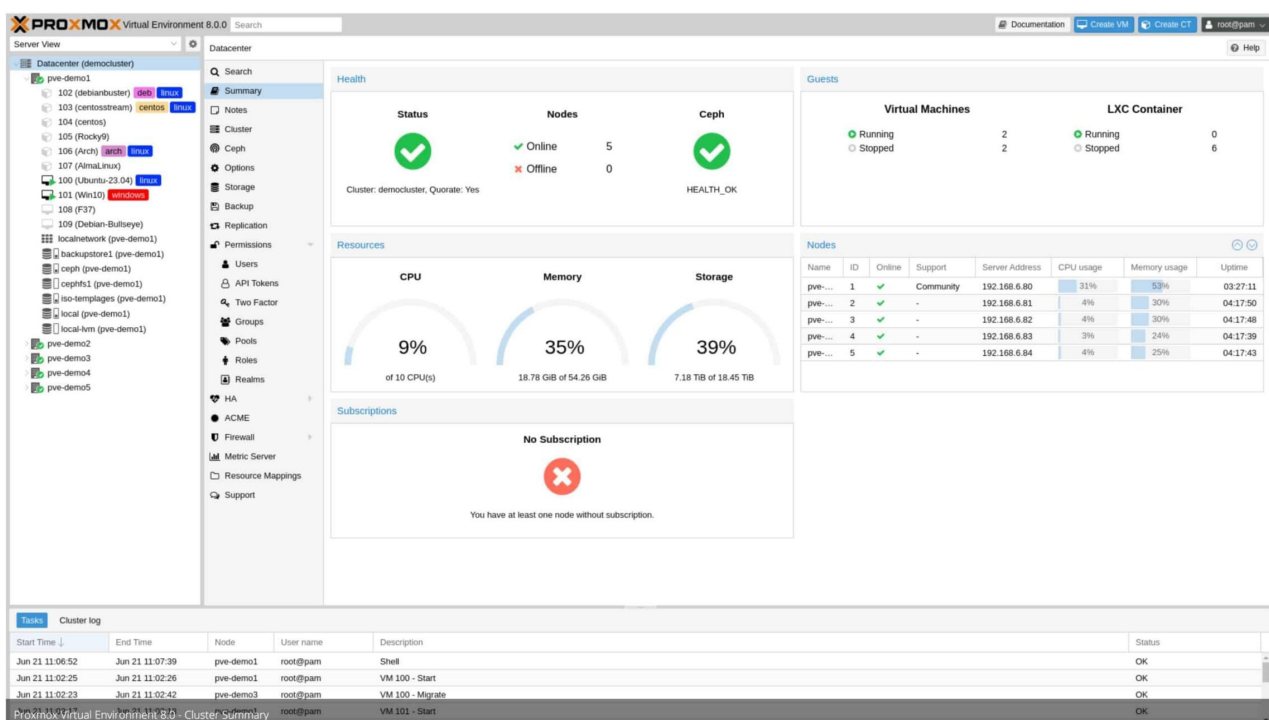 PROXMOX Virtual Environment 8.0.0 Search Documentation Create VM Create CT root@pam
Server View
Datacenter
Help
Datacenter (democluster)
pve-demo1
102 (debianbuster) deb linux
103 (centosstream) centos linux
104 (centos)
105 (Rocky9)
106 (Arch) arch linux
107 (AlmaLinux)
100 (Ubuntu-23.04) linux
101 (Win10) windows
108 (F37)
109 (Debian-Bullseye)
localnetwork (pve-demo1)
backupstore1 (pve-demo1)
ceph (pve-demo1)
cephfs1 (pve-demo1)
iso-templates (pve-demo1)
local (pve-demo1)
local-lvm (pve-demo1)
pve-demo2
pve-demo3
pve-demo4
pve-demo5
Search
Summary
Notes
Cluster
Ceph
Options
Storage
Backup
Replication
Permissions
Users
API Tokens
Two Factor
Groups
Pools
Roles
Realms
HA
ACME
Firewall
Metric Server
Resource Mappings
Support
Health
Status Nodes Ceph
Online 5
Offline 0
Cluster: democluster, Quorate: Yes HEALTH_OK
Guests
Virtual Machines LXC Container
Running 2 Running 0
Stopped 2 Stopped 6
Resources
CPU Memory Storage
9% 35% 39%
of 10 CPU(s) 18.78 GiB of 54.26 GiB 7.18 TiB of 18.45 TiB
Nodes
Name ID Online Support Server Address CPU usage Memory usage Uptime
pve-... 1 Community 192.168.6.80 31% 53% 03:27:11
pve-... 2 - 192.168.6.81 4% 30% 04:17:50
pve-... 3 - 192.168.6.82 4% 30% 04:17:48
pve-... 4 - 192.168.6.83 3% 24% 04:17:39
pve-... 5 - 192.168.6.84 4% 25% 04:17:43
Subscriptions
No Subscription
You have at least one node without subscription.
Tasks Cluster log
Start Time End Time Node User name Description Status
Jun 21 11:06:52 Jun 21 11:07:39 pve-demo1 root@pam Shell OK
Jun 21 11:02:25 Jun 21 11:02:26 pve-demo1 root@pam VM 100 - Start OK
Jun 21 11:02:23 Jun 21 11:02:42 pve-demo3 root@pam VM 100 - Migrate OK
root@pam VM 101 - Start OK
Proxmox Virtual Environment 8.0 - Cluster Summary